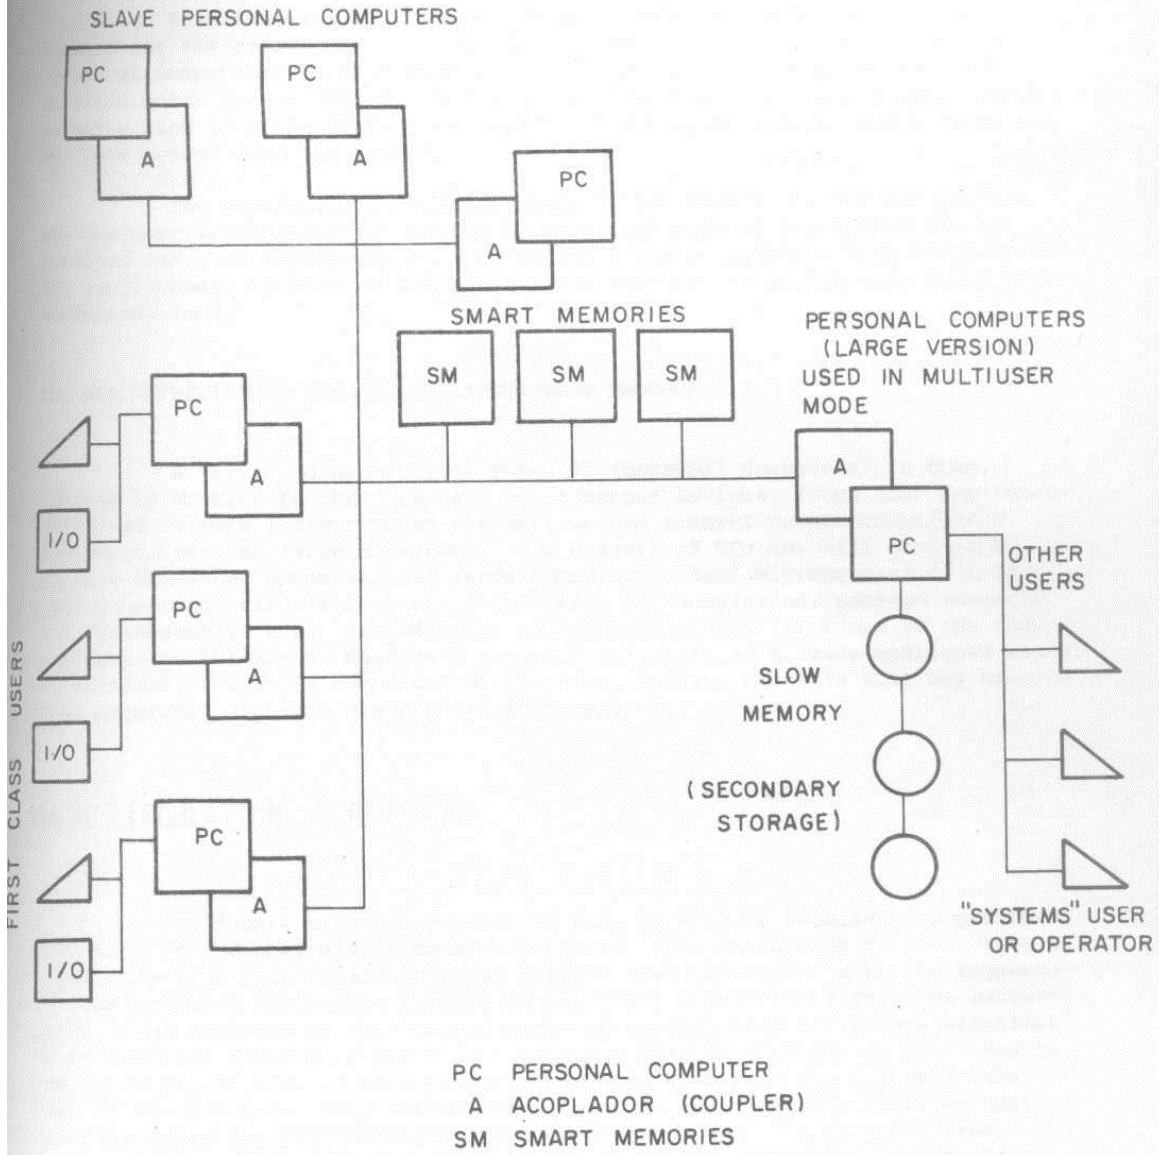 SLAVE PERSONAL COMPUTERS
PC
PC
A
A
PC
A
SMART MEMORIES
SM
SM
SM
PERSONAL COMPUTERS
(LARGE VERSION)
USED IN MULTIUSER
MODE
A
PC
OTHER
USERS
SLOW
MEMORY
(SECONDARY
STORAGE)
"SYSTEMS" USER
OR OPERATOR
FIRST CLASS USERS
PC
A
I/O
PC
A
I/O
PC
A
I/O
PC PERSONAL COMPUTER
A ACOPLADOR (COUPLER)
SM SMART MEMORIES